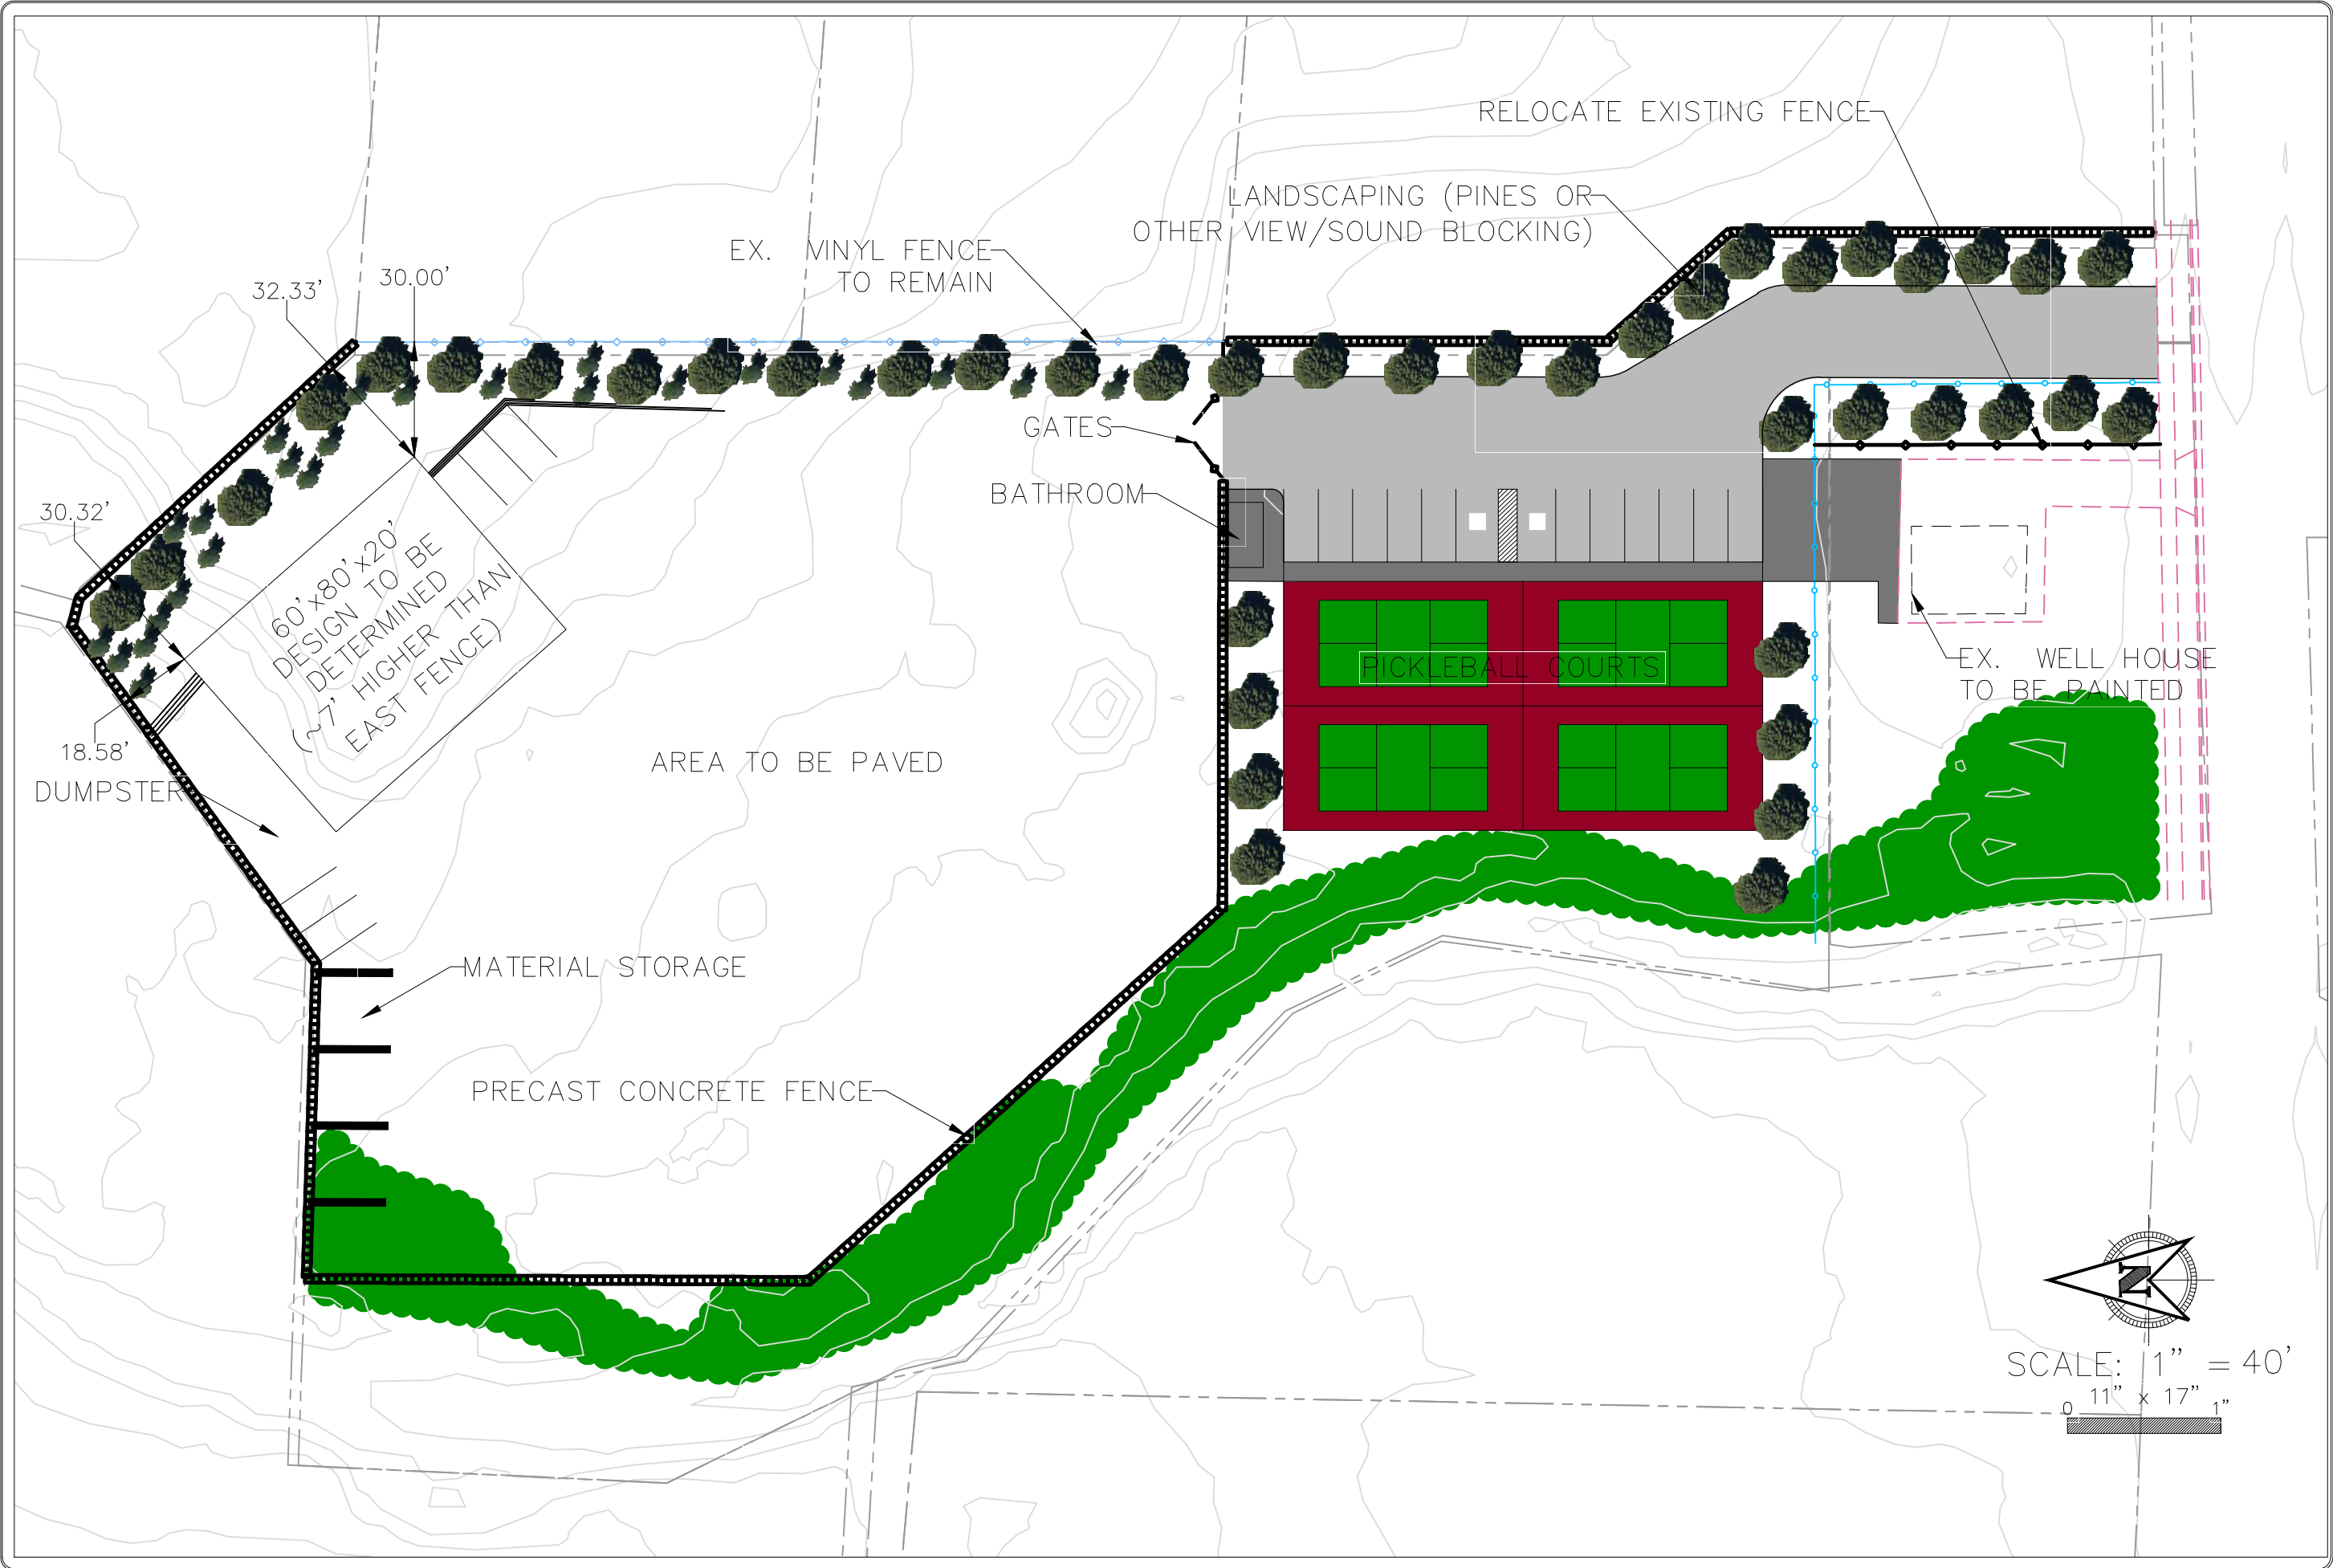 RELOCATE EXISTING FENCE
LANDSCAPING (PINES OR
OTHER VIEW/SOUND BLOCKING)
EX. VINYL FENCE
TO REMAIN
30.00'
32.33'
GATES
BATHROOM
30.32'
60'x80'x20'
DESIGN TO BE
DETERMINED
(~7' HIGHER THAN
EAST FENCE)
PICKLEBALL COURTS
EX. WELL HOUSE
TO BE PAINTED
18.58'
DUMPSTER
AREA TO BE PAVED
MATERIAL STORAGE
PRECAST CONCRETE FENCE
N
SCALE: 1" = 40'
11" x 17"
0 1"